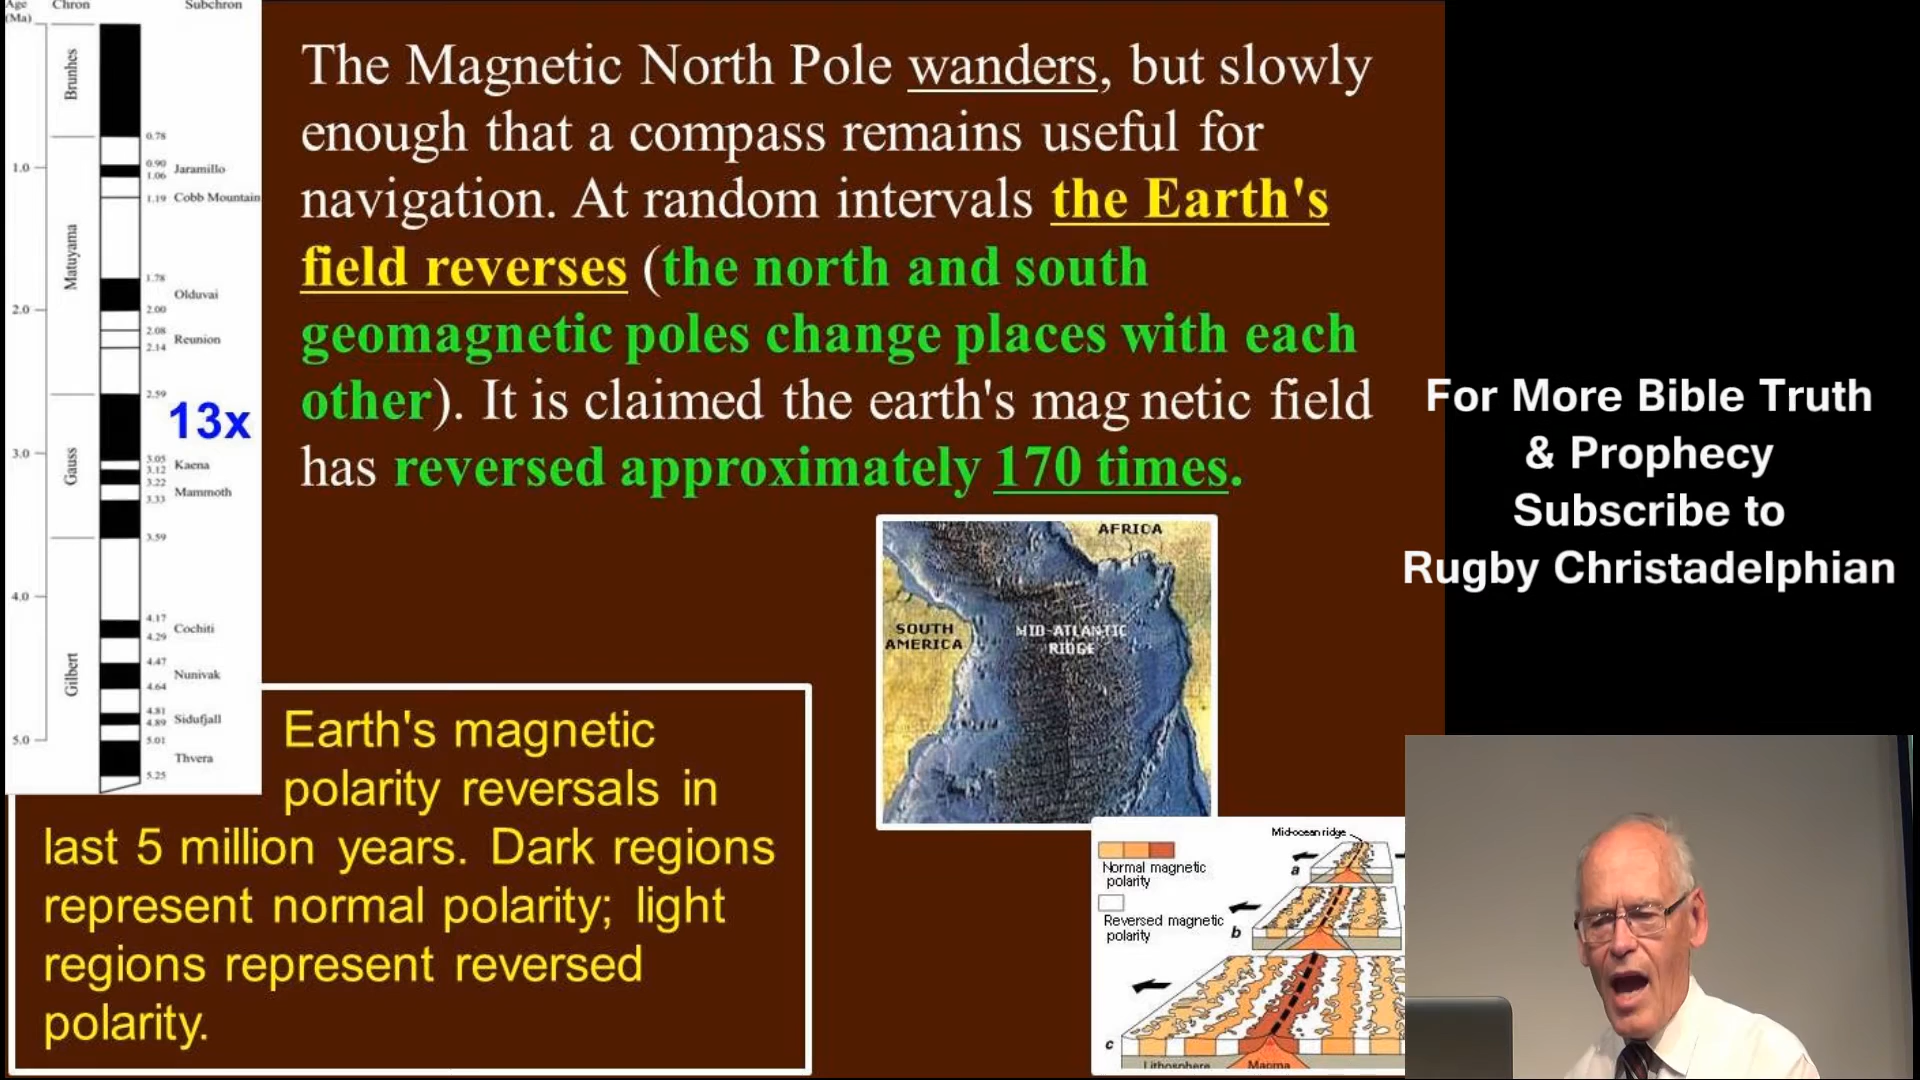 Age
(Ma)
Chron
Subchron
Brunhes
Matuyama
Gauss
Gilbert
1.0
2.0
3.0
4.0
5.0
0.78
0.90
1.06
1.19
1.78
2.00
2.08
2.14
2.59
3.05
3.12
3.22
3.33
3.59
4.17
4.29
4.47
4.64
4.81
4.89
5.01
5.25
Jaramillo
Cobb Mountain
Olduvai
Reunion
13x
Kaena
Mammoth
Cochiti
Nunivak
Sidufjall
Thvera
The Magnetic North Pole wanders, but slowly
enough that a compass remains useful for
navigation. At random intervals the Earth's
field reverses (the north and south
geomagnetic poles change places with each
other). It is claimed the earth's mag netic field
has reversed approximately 170 times.
Earth's magnetic
polarity reversals in
last 5 million years. Dark regions
represent normal polarity; light
regions represent reversed
polarity.
AFRICA
SOUTH
AMERICA
MID-ATLANTIC
RIDGE
Mid-ocean ridge
Normal magnetic
polarity
Reversed magnetic
polarity
a
b
c
Lithosphere
Magma
For More Bible Truth
& Prophecy
Subscribe to
Rugby Christadelphian